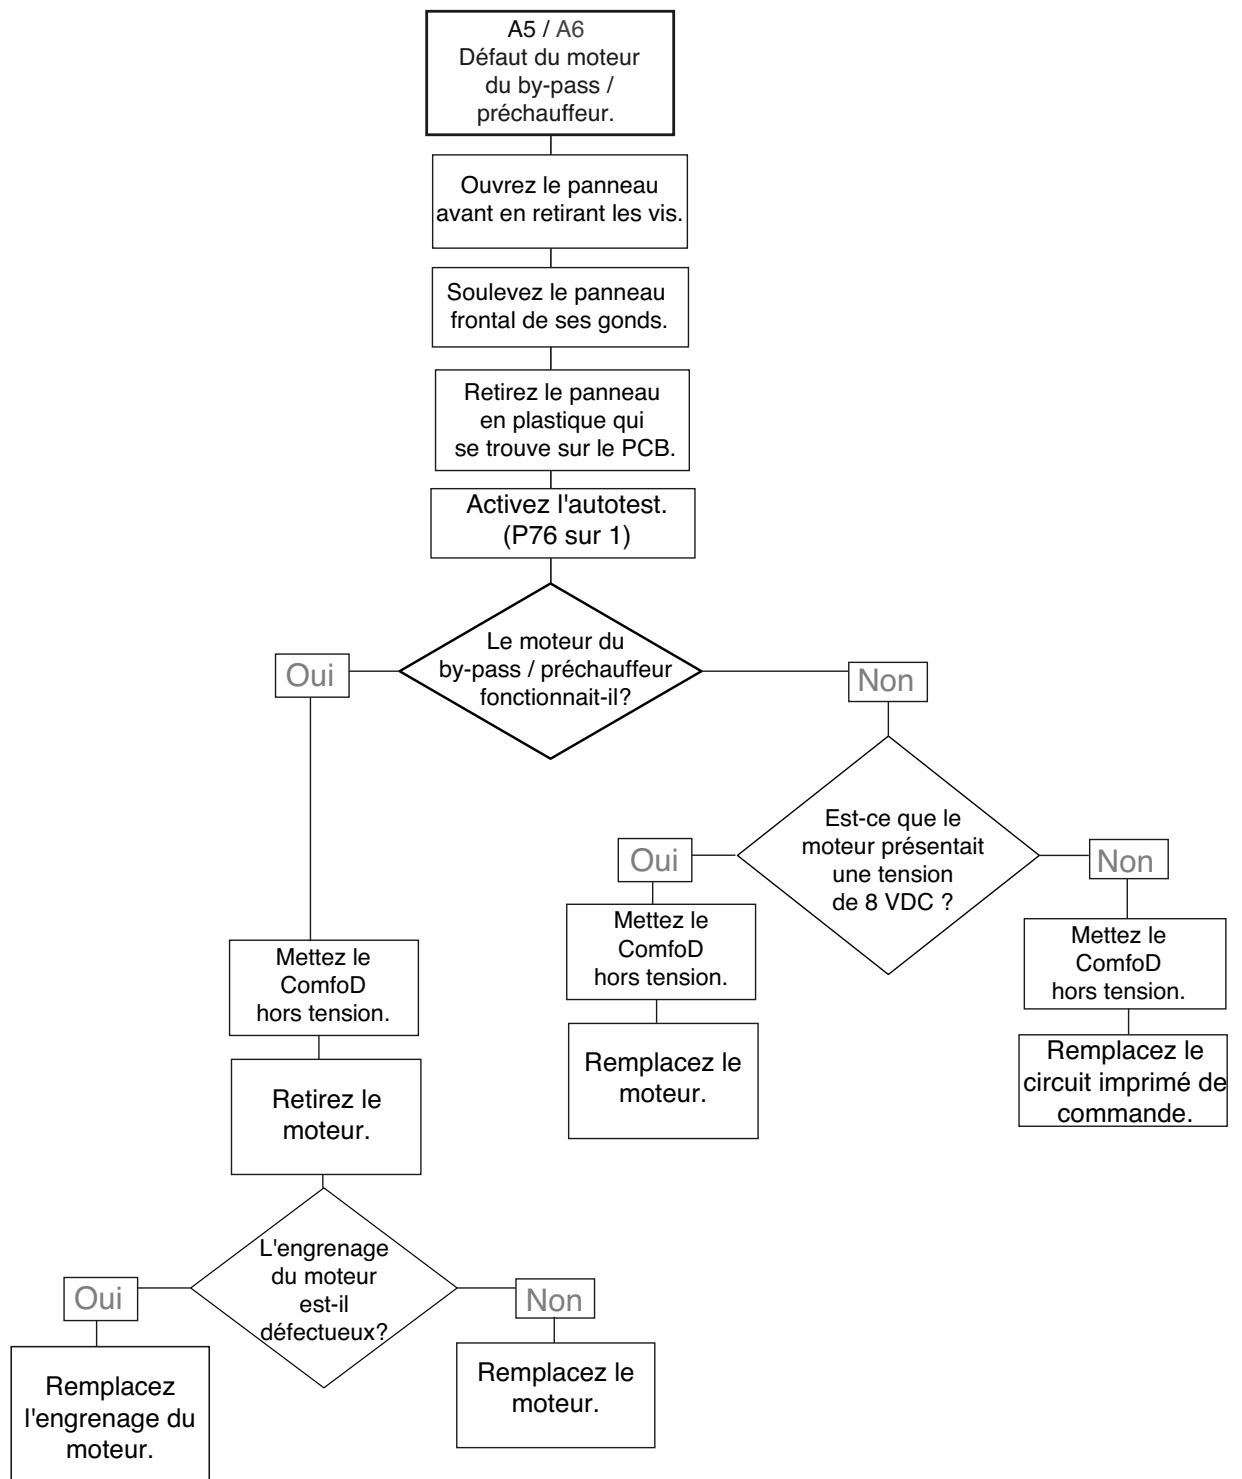 A5 / A6
Défaut du moteur
du by-pass /
préchauffeur.
Ouvrez le panneau
avant en retirant les vis.
Soulevez le panneau
frontal de ses gonds.
Retirez le panneau
en plastique qui
se trouve sur le PCB.
Activez l'autotest.
(P76 sur 1)
Le moteur du
by-pass / préchauffeur
fonctionnait-il?
Oui
Non
Est-ce que le
moteur présentait
une tension
de 8 VDC ?
Oui
Non
Mettez le
ComfoD
hors tension.
Remplacez le
moteur.
Mettez le
ComfoD
hors tension.
Remplacez le
circuit imprimé de
commande.
Mettez le
ComfoD
hors tension.
Retirez le
moteur.
L'engrenage
du moteur
est-il
défectueux?
Oui
Non
Remplacez
l'engrenage du
moteur.
Remplacez le
moteur.